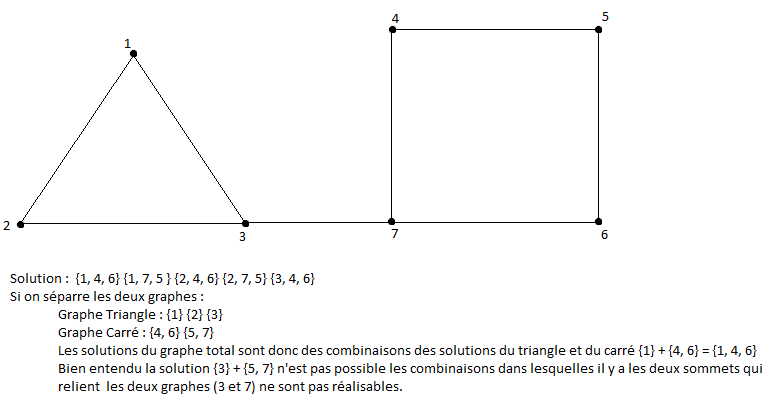 1
4
5
2
3
7
6
Solution : {1, 4, 6} {1, 7, 5 } {2, 4, 6} {2, 7, 5} {3, 4, 6}
Si on séparre les deux graphes :
Graphe Triangle : {1} {2} {3}
Graphe Carré : {4, 6} {5, 7}
Les solutions du graphe total sont donc des combinaisons des solutions du triangle et du carré {1} + {4, 6} = {1, 4, 6}
Bien entendu la solution {3} + {5, 7} n'est pas possible les combinaisons dans lesquelles il y a les deux sommets qui
relient les deux graphes (3 et 7) ne sont pas réalisables.